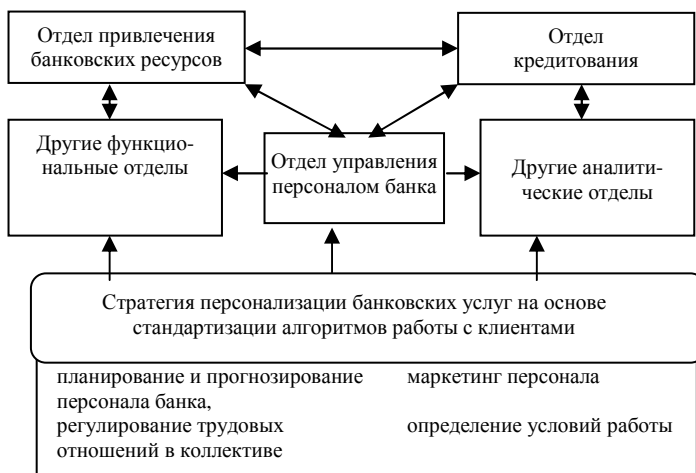 Отдел привлечения
банковских ресурсов
Отдел
кредитования
Другие функцио-
нальные отделы
Отдел управления
персоналом банка
Другие аналити-
ческие отделы
Стратегия персонализации банковских услуг на основе
стандартизации алгоритмов работы с клиентами
планирование и прогнозирование
персонала банка,
регулирование трудовых
отношений в коллективе
маркетинг персонала
определение условий работы